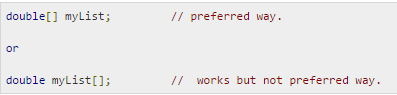 double[] myList;         // preferred way.
or
double myList[];         //  works but not preferred way.